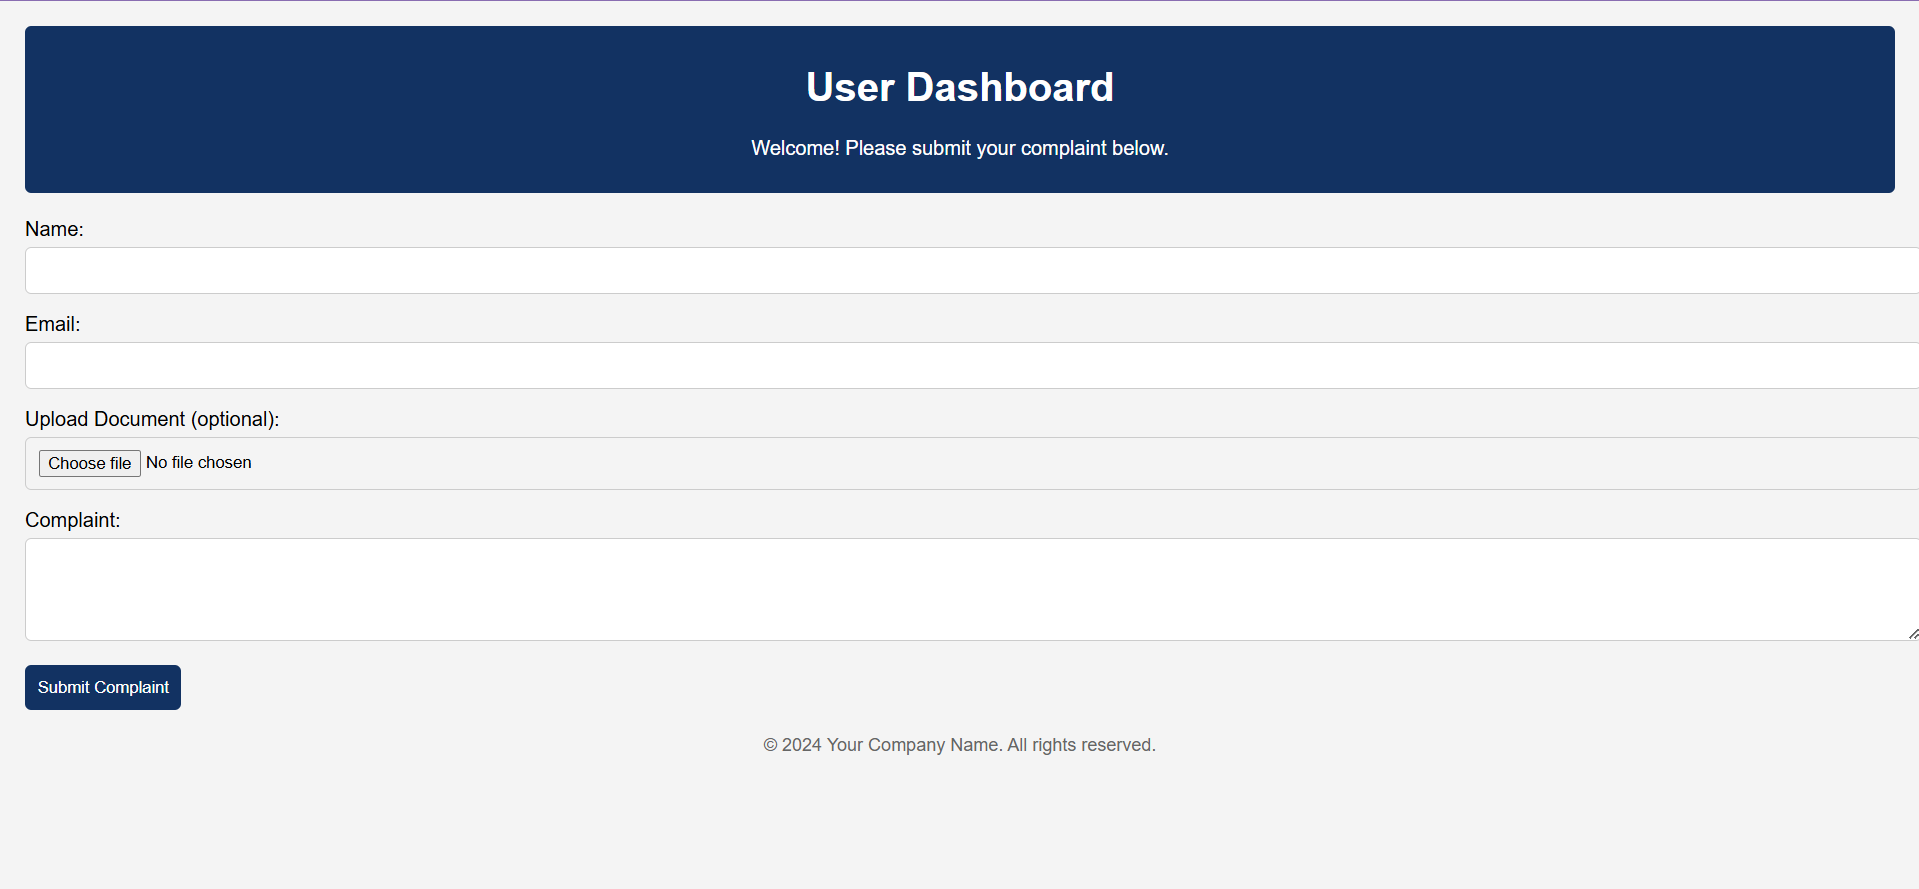 User Dashboard
Welcome! Please submit your complaint below.
Name:
Email:
Upload Document (optional):
Choose file No file chosen
Complaint:
Submit Complaint
© 2024 Your Company Name. All rights reserved.